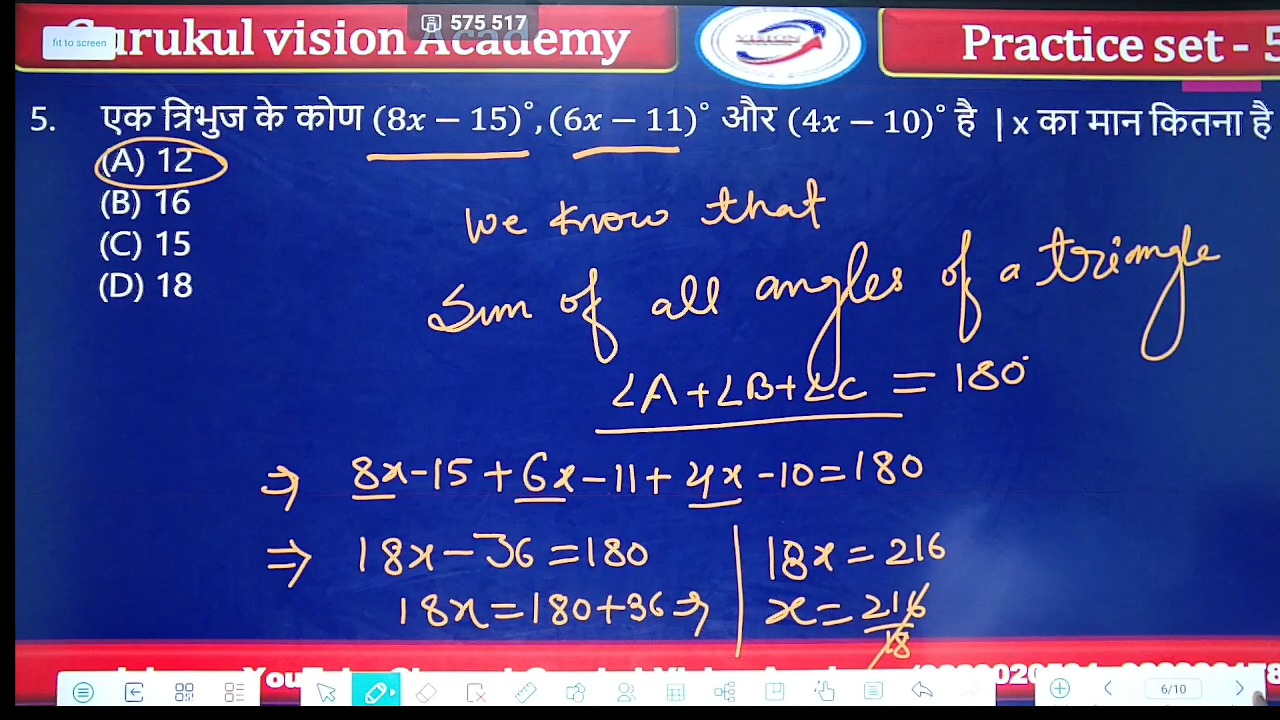 575 517
Gurukul vision Academy
fit to screen
VISION
Practice set - 5
5. एक त्रिभुज के कोण (8x − 15)°, (6x − 11)° और (4x − 10)° है | x का मान कितना है
(A) 12
(B) 16
(C) 15
(D) 18
We know that
Sum of all angles of a triangle
∠A+∠B+∠C = 180°
⇒ 8x-15+6x-11+4x-10=180
⇒ 18x-36=180
18x=180+36⇒
18x=216
x=216/18
6/10